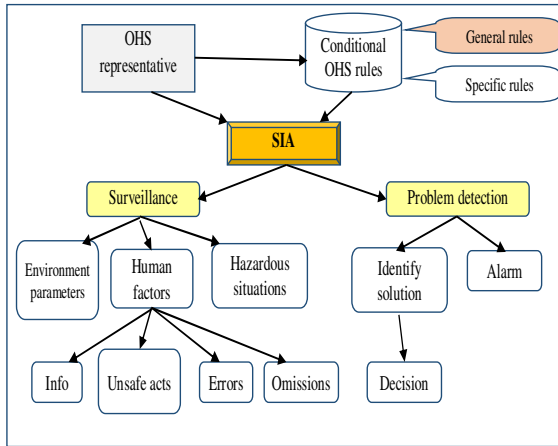 OHS
representative
Conditional
OHS rules
General rules
Specific rules
SIA
Surveillance
Problem detection
Environment
parameters
Human
factors
Hazardous
situations
Identify
solution
Alarm
Info
Unsafe acts
Errors
Omissions
Decision